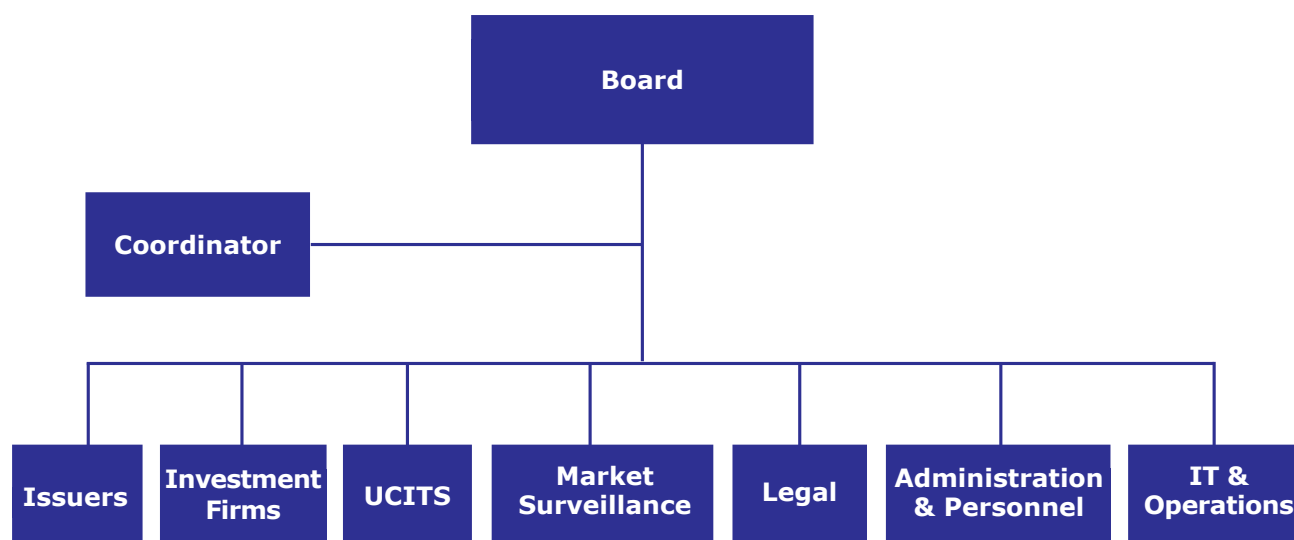 Board
Coordinator
Issuers
Investment
Firms
UCITS
Market
Surveillance
Legal
Administration
& Personnel
IT &
Operations